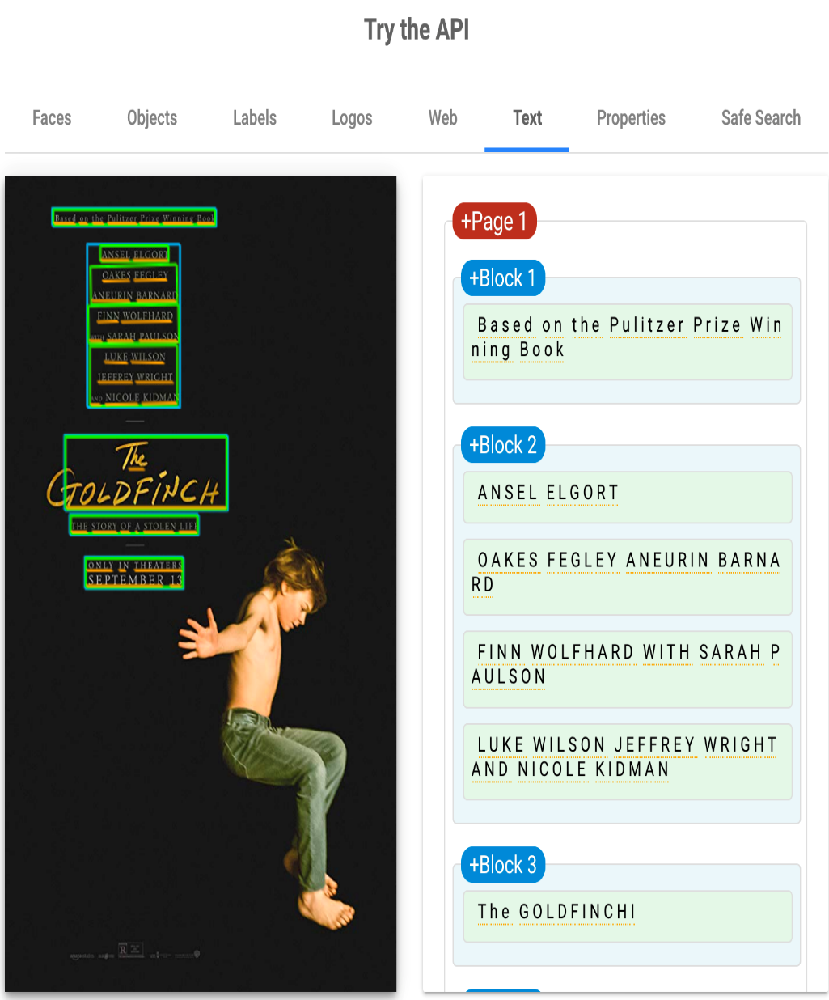 Try the API
Faces Objects Labels Logos Web Text Properties Safe Search
Based on the Pulitzer Prize Winning Book
ANSEL ELGORT
OAKES FEGLEY
ANEURIN BARNARD
FINN WOLFHARD
WITH SARAH PAULSON
LUKE WILSON
JEFFREY WRIGHT
AND NICOLE KIDMAN
The
GOLDFINCH
THE STORY OF A STOLEN LIFE
ONLY IN THEATERS
SEPTEMBER 13
R
+Page 1
+Block 1
Based on the Pulitzer Prize Win
ning Book
+Block 2
ANSEL ELGORT
OAKES FEGLEY ANEURIN BARNA
RD
FINN WOLFHARD WITH SARAH P
AULSON
LUKE WILSON JEFFREY WRIGHT
AND NICOLE KIDMAN
+Block 3
The GOLDFINCHI